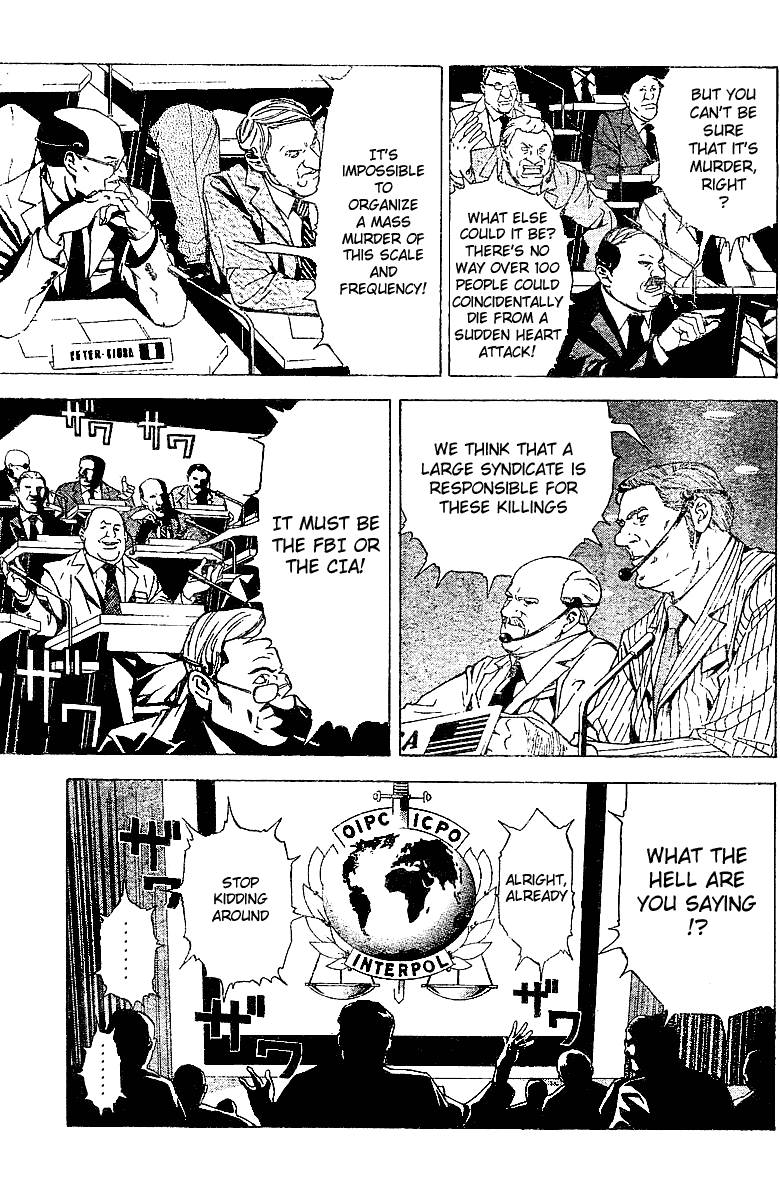 BUT YOU
CAN'T BE
SURE
THAT IT'S
MURDER,
RIGHT
?
WHAT ELSE
COULD IT BE?
THERE'S NO
WAY OVER 100
PEOPLE COULD
COINCIDENTALLY
DIE FROM A
SUDDEN HEART
ATTACK!
IT'S
IMPOSSIBLE
TO
ORGANIZE
A MASS
MURDER OF
THIS SCALE
AND
FREQUENCY!
WE THINK THAT A
LARGE SYNDICATE IS
RESPONSIBLE FOR
THESE KILLINGS
IT MUST BE
THE FBI OR
THE CIA!
ザワ
ザワ
ザワ
WHAT THE
HELL ARE
YOU SAYING
!?
ALRIGHT,
ALREADY
OIPC ICPO
INTERPOL
STOP
KIDDING
AROUND
ザワ
ザワ
ザワ